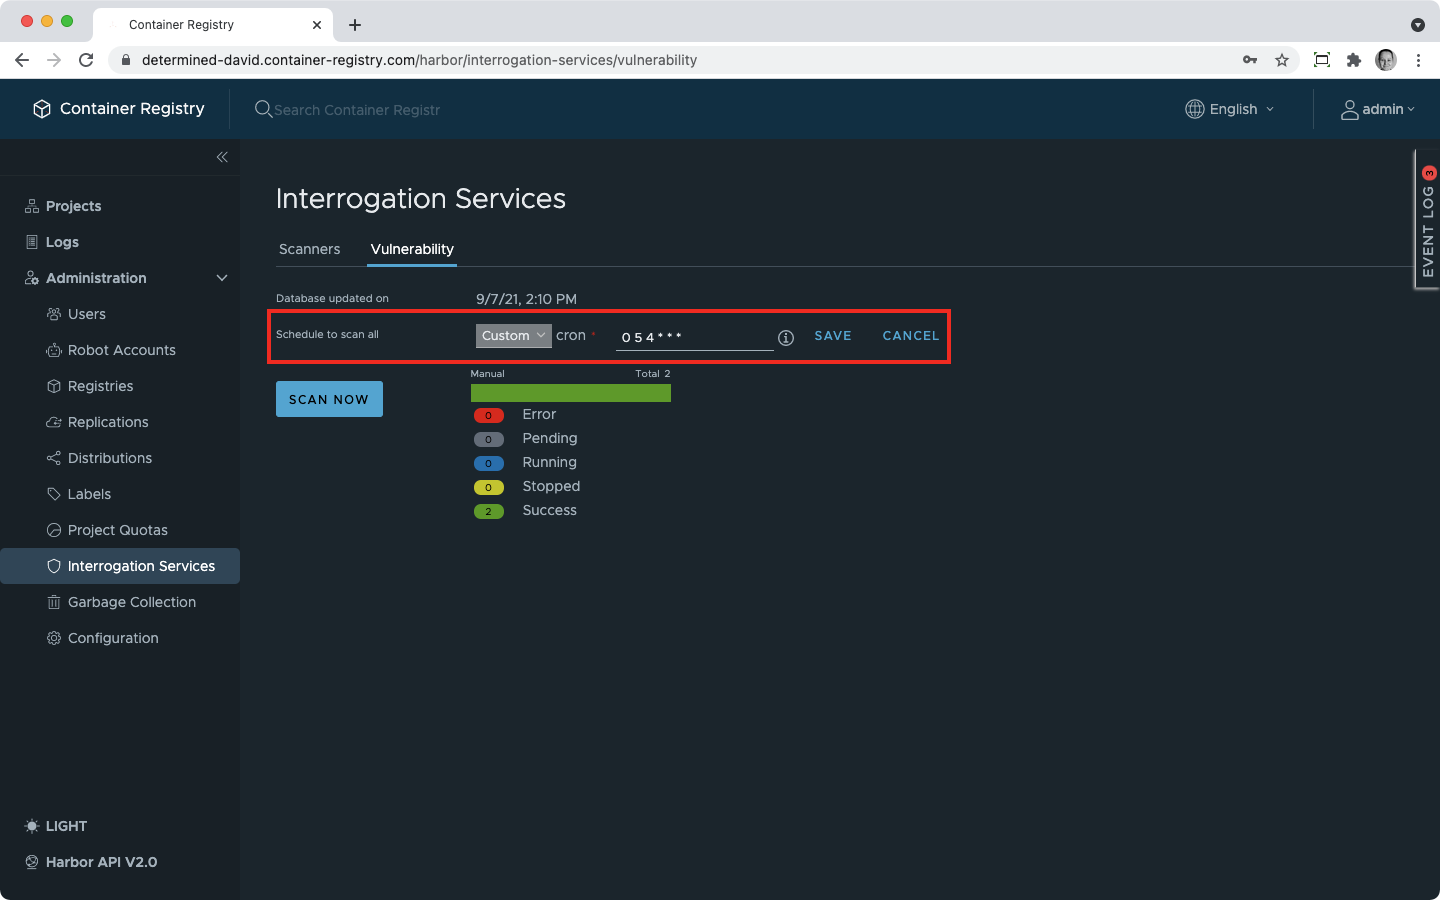 Container Registry
determined-david.container-registry.com/harbor/interrogation-services/vulnerability
Container Registry
Search Container Registr
English
admin
EVENT LOG 3
Projects
Logs
Administration
Users
Robot Accounts
Registries
Replications
Distributions
Labels
Project Quotas
Interrogation Services
Garbage Collection
Configuration
LIGHT
Harbor API V2.0
Interrogation Services
Scanners Vulnerability
Database updated on 9/7/21, 2:10 PM
Schedule to scan all Custom cron * 0 5 4 * * * SAVE CANCEL
SCAN NOW
Manual Total 2
0 Error
0 Pending
0 Running
0 Stopped
2 Success